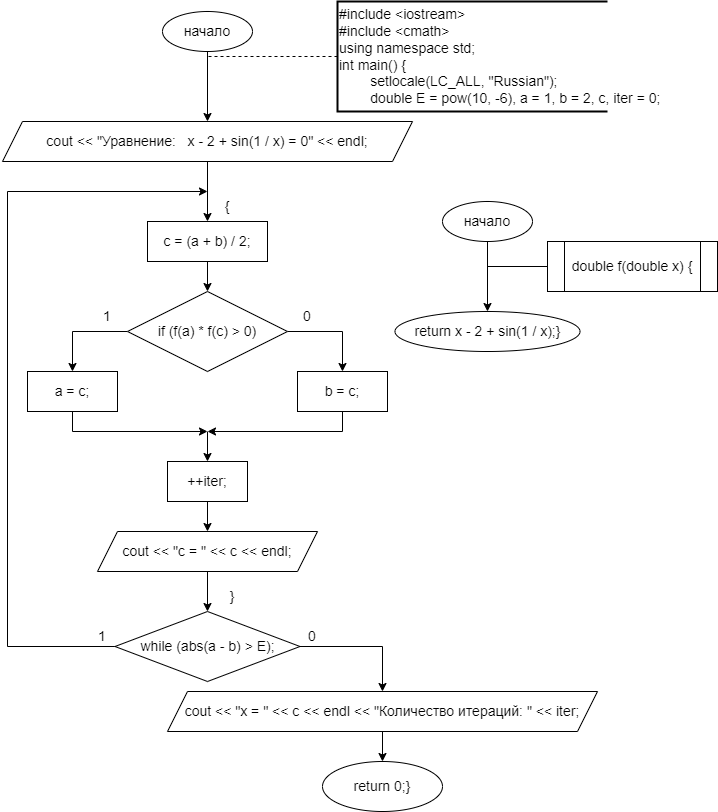 начало
#include <iostream>
#include <cmath>
using namespace std;
int main() {
setlocale(LC_ALL, "Russian");
double E = pow(10, -6), a = 1, b = 2, c, iter = 0;
cout << "Уравнение:   x - 2 + sin(1 / x) = 0" << endl;
{
c = (a + b) / 2;
if (f(a) * f(c) > 0)
1
0
a = c;
b = c;
++iter;
cout << "c = " << c << endl;
}
while (abs(a - b) > E);
1
0
cout << "x = " << c << endl << "Количество итераций: " << iter;
return 0;}
начало
double f(double x) {
return x - 2 + sin(1 / x);}